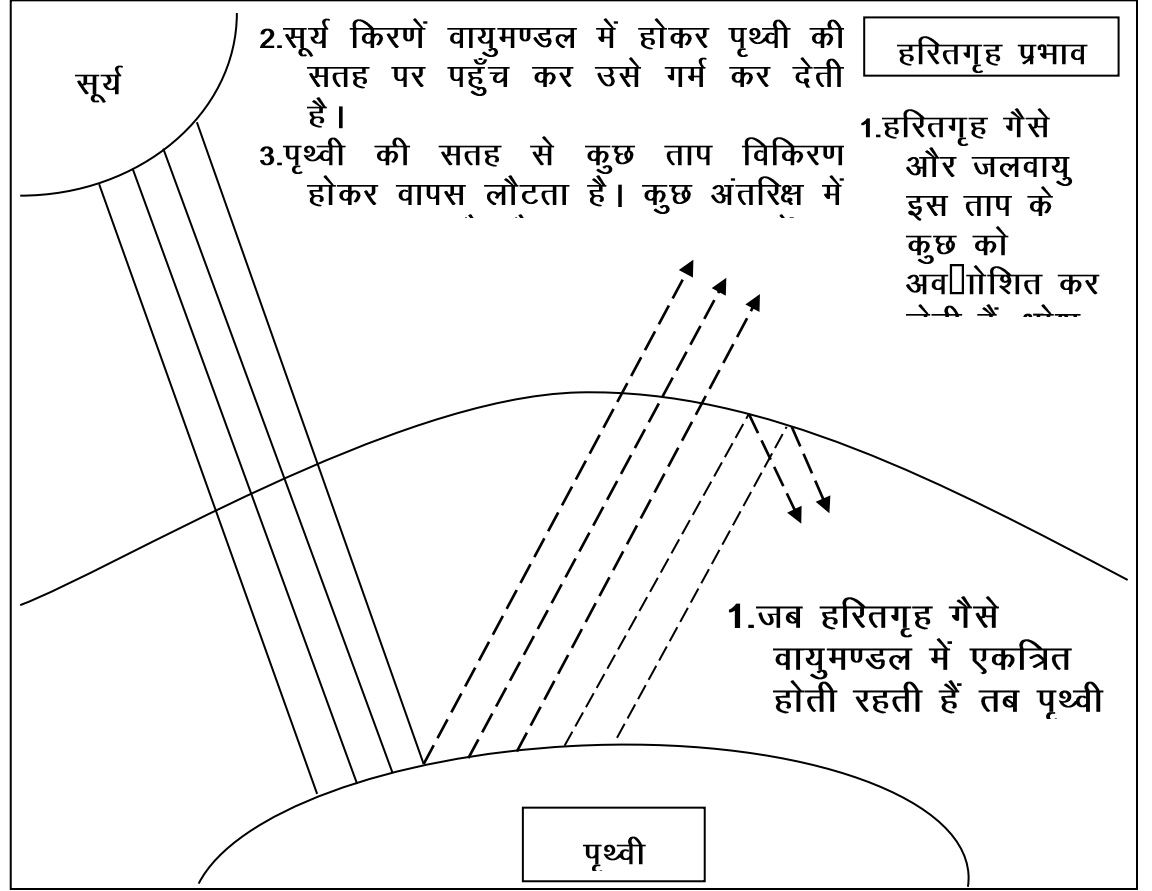 सूर्य
2.सूर्य किरणें वायुमण्डल में होकर पृथ्वी की
सतह पर पहुँच कर उसे गर्म कर देती
है।
3.पृथ्वी की सतह से कुछ ताप विकिरण
होकर वापस लौटता है। कुछ अंतरिक्ष में
हरितगृह प्रभाव
1.हरितगृह गैसे
और जलवायु
इस ताप के
कुछ को
कर
1.जब हरितगृह गैसे
वायुमण्डल में एकत्रित
होती रहती हैं तब पृथ्वी
पृथ्वी